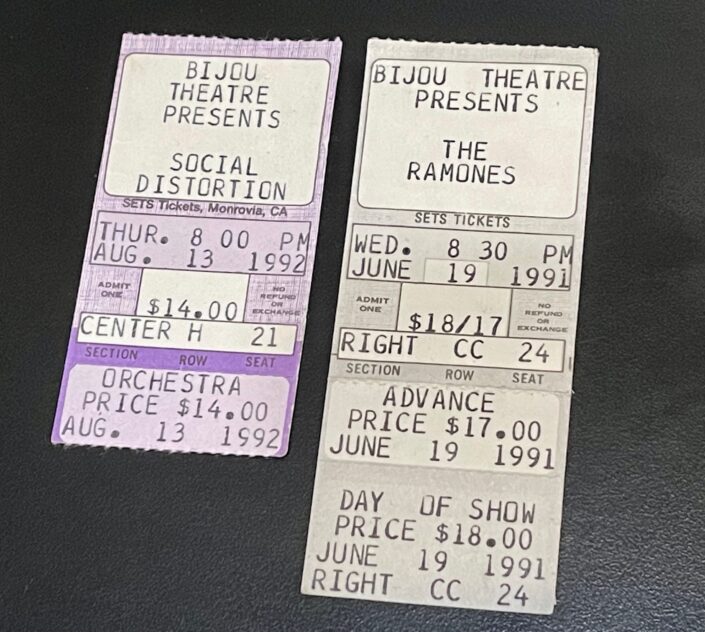 BIJOU
THEATRE
PRESENTS
SOCIAL
DISTORTION
SETS Tickets, Monrovia, CA
THUR. 8 00 PM
AUG. 13 1992
ADMIT
ONE
$14.00
NO
REFUND
OR
EXCHANGE
CENTER H 21
SECTION ROW SEAT
ORCHESTRA
PRICE $14.00
AUG. 13 1992
BIJOU THEATRE
PRESENTS
THE
RAMONES
SETS TICKETS
WED. 8 30 PM
JUNE 19 1991
ADMIT
ONE
$18/17
NO
REFUND
OR
EXCHANGE
RIGHT CC 24
SECTION ROW SEAT
ADVANCE
PRICE $17.00
JUNE 19 1991
DAY OF SHOW
PRICE $18.00
JUNE 19 1991
RIGHT CC 24